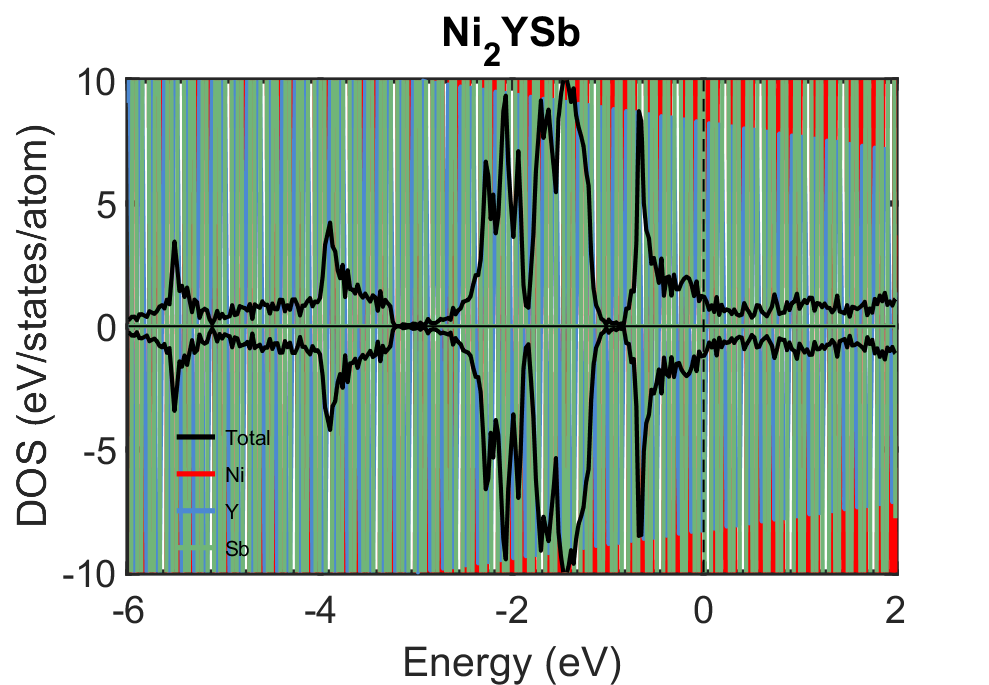 Ni2YSb
10
5
0
-5
-10
DOS (eV/states/atom)
Total
Ni
Y
Sb
-6
-4
-2
0
2
Energy (eV)